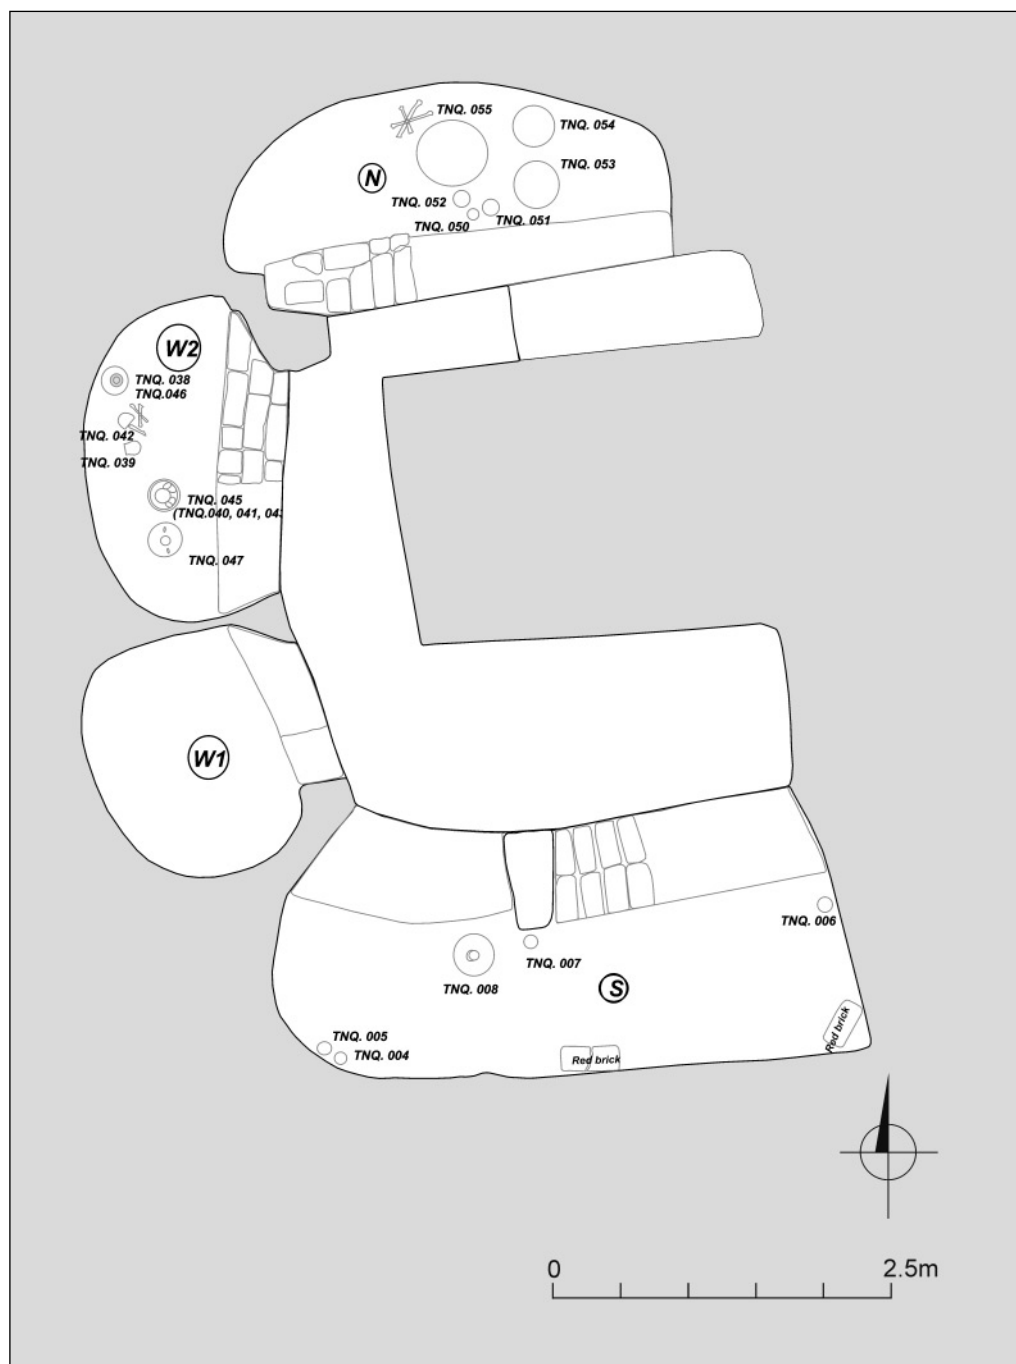 TNQ. 055
TNQ. 054
TNQ. 053
N
TNQ. 052
TNQ. 050
TNQ. 051
W2
TNQ. 038
TNQ.046
TNQ. 042
TNQ. 039
TNQ. 045
(TNQ.040, 041, 043
TNQ. 047
W1
TNQ. 006
TNQ. 007
TNQ. 008
S
TNQ. 005
TNQ. 004
Red brick
Red brick
0
2.5m